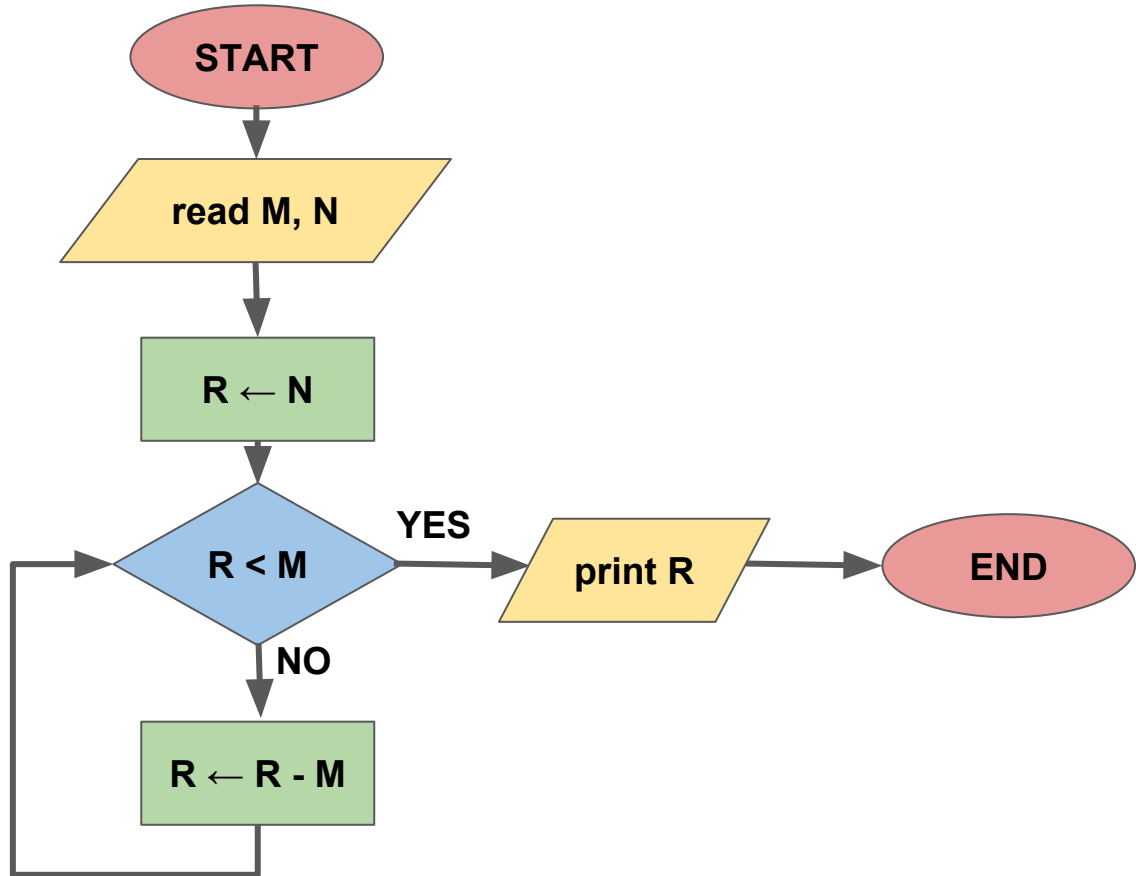 START
read M, N
R ← N
R < M
YES
print R
END
NO
R ← R - M